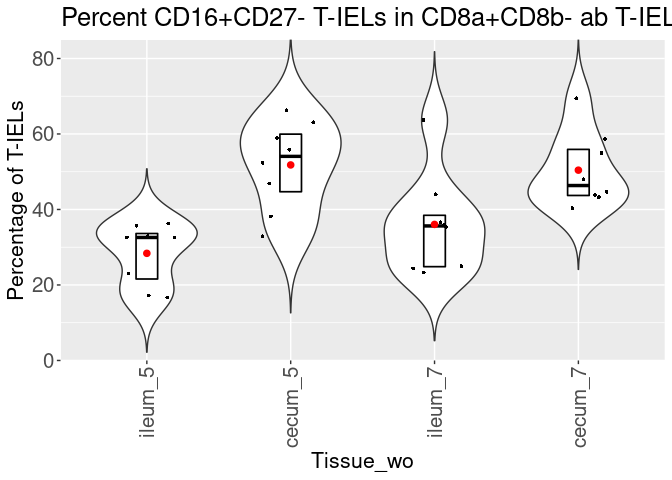 Percent CD16+CD27- T-IELs in CD8a+CD8b- ab T-IEL
Percentage of T-IELs
80
60
40
20
0
ileum_5
cecum_5
ileum_7
cecum_7
Tissue_wo